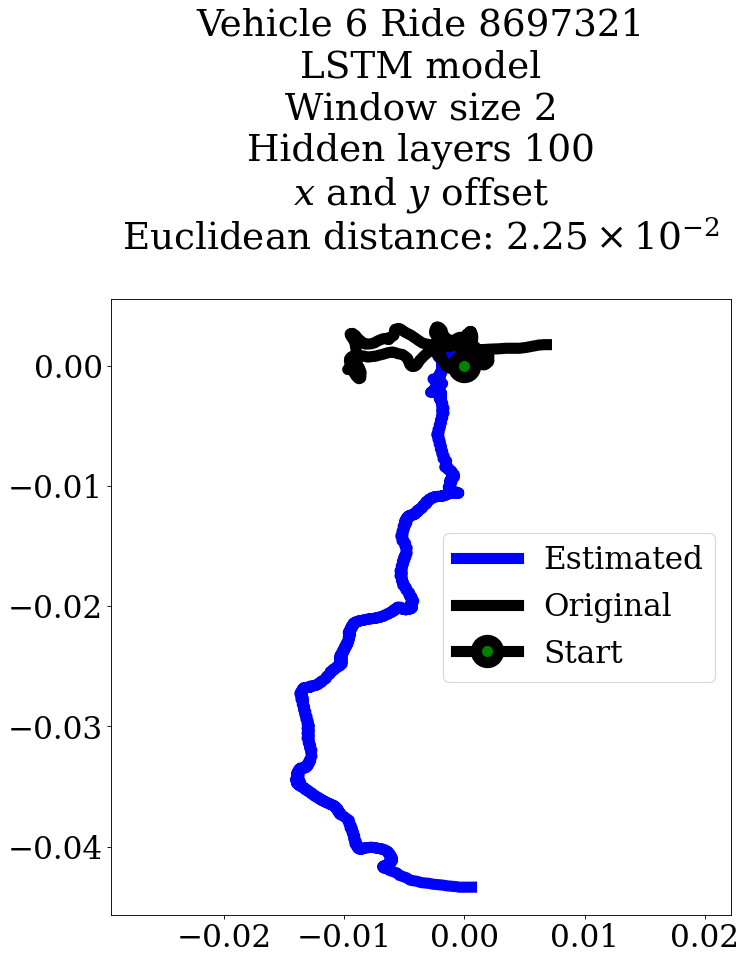 Vehicle 6 Ride 8697321
LSTM model
Window size 2
Hidden layers 100
x and y offset
Euclidean distance: 2.25 × 10⁻²
0.00
−0.01
−0.02
−0.03
−0.04
Estimated
Original
Start
−0.02 −0.01 0.00 0.01 0.02